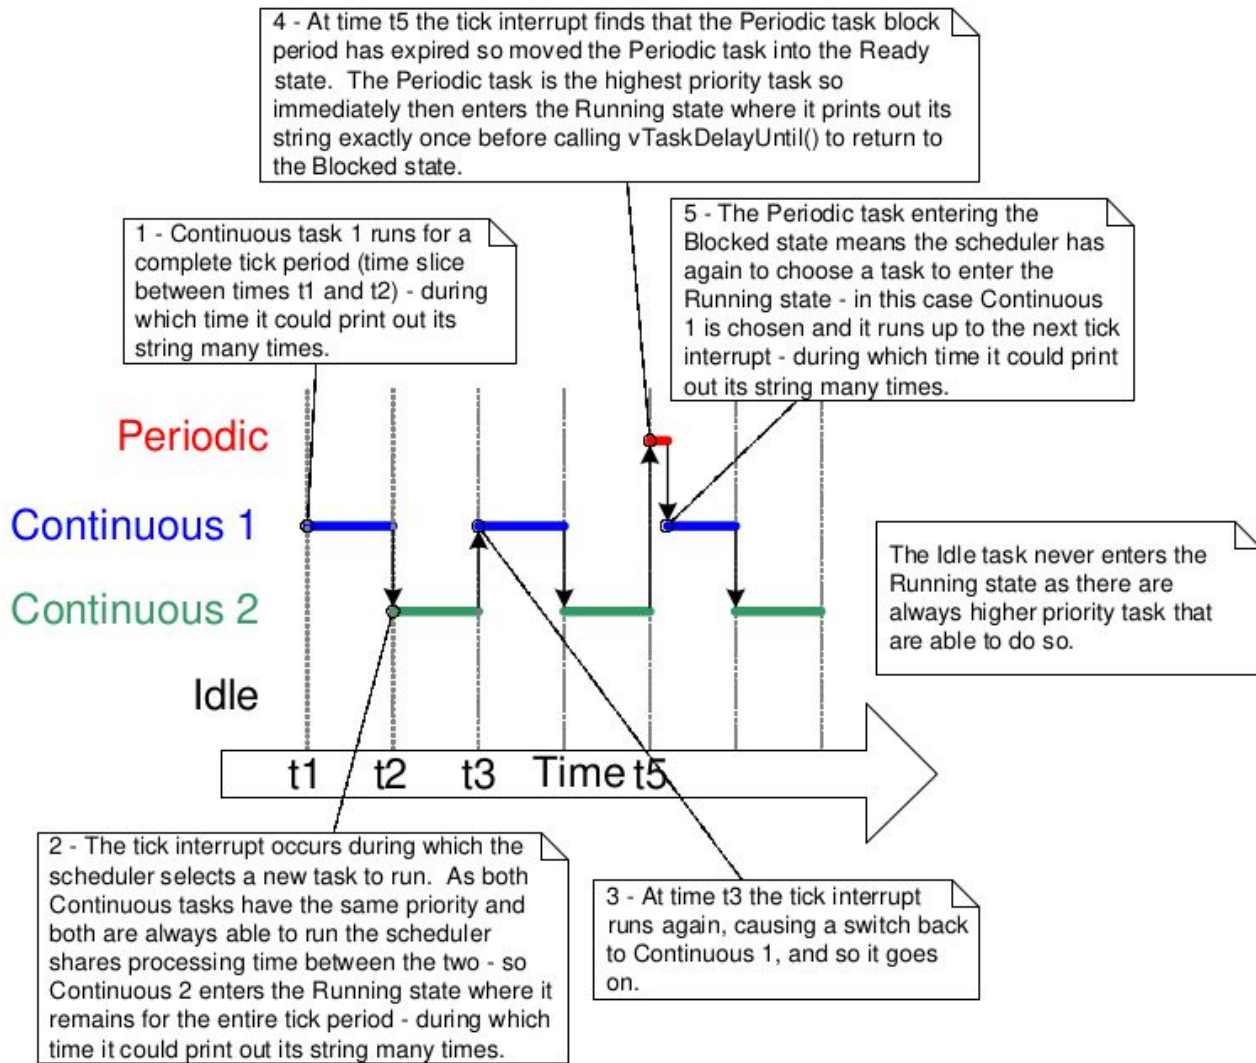 4 - At time t5 the tick interrupt finds that the Periodic task block
period has expired so moved the Periodic task into the Ready
state. The Periodic task is the highest priority task so
immediately then enters the Running state where it prints out its
string exactly once before calling vTaskDelayUntil() to return to
the Blocked state.
1 - Continuous task 1 runs for a
complete tick period (time slice
between times t1 and t2) - during
which time it could print out its
string many times.
5 - The Periodic task entering the
Blocked state means the scheduler has
again to choose a task to enter the
Running state - in this case Continuous
1 is chosen and it runs up to the next tick
interrupt - during which time it could print
out its string many times.
Periodic
Continuous 1
Continuous 2
Idle
The Idle task never enters the
Running state as there are
always higher priority task that
are able to do so.
t1 t2 t3 Time t5
2 - The tick interrupt occurs during which the
scheduler selects a new task to run. As both
Continuous tasks have the same priority and
both are always able to run the scheduler
shares processing time between the two - so
Continuous 2 enters the Running state where it
remains for the entire tick period - during which
time it could print out its string many times.
3 - At time t3 the tick interrupt
runs again, causing a switch back
to Continuous 1, and so it goes
on.